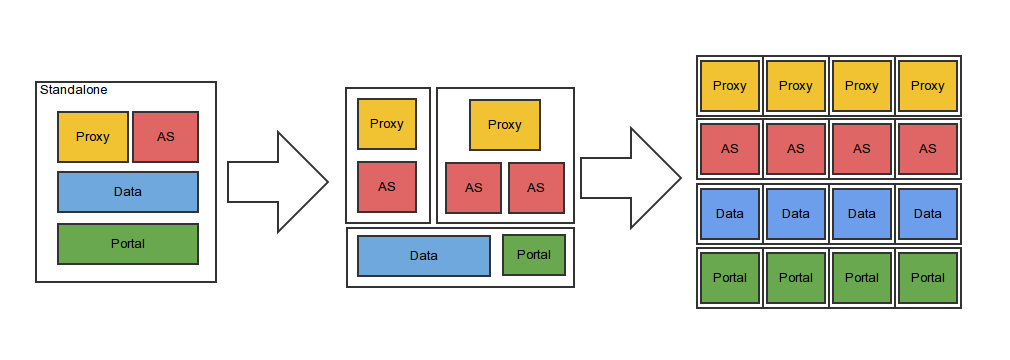 Standalone
Proxy AS
Data
Portal
Proxy Proxy
AS AS AS
Data Portal
Proxy Proxy Proxy Proxy
AS AS AS AS
Data Data Data Data
Portal Portal Portal Portal